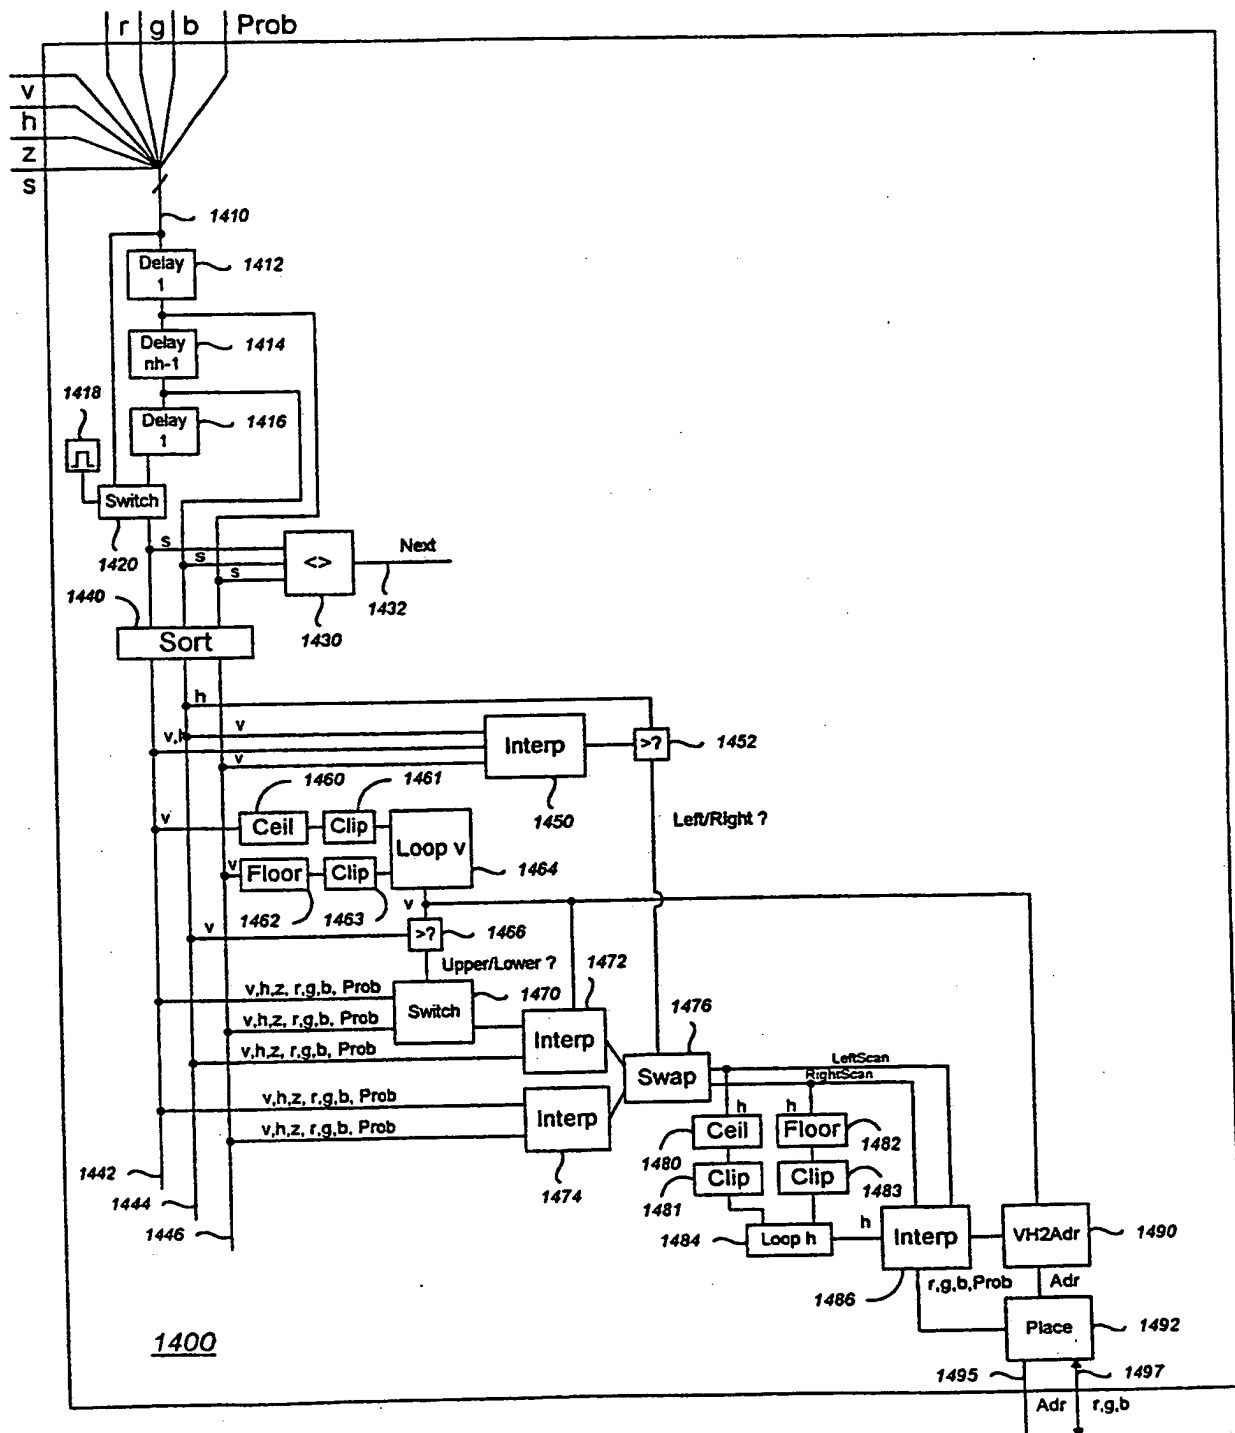 r g b Prob
v
h
z
s
1410
Delay 1
1412
Delay nh-1
1414
1418
Delay 1
1416
Switch
1420
s
s
s
<>
Next
1432
1430
1440
Sort
h
v
v,h
v
Interp
1450
>?
1452
Left/Right ?
1460
1461
v
Ceil
Clip
Loop v
1464
v
Floor
Clip
1462
1463
v
v
>?
1466
Upper/Lower ?
1472
v,h,z, r,g,b, Prob
1470
Switch
v,h,z, r,g,b, Prob
v,h,z, r,g,b, Prob
Interp
1476
Swap
LeftScan
RightScan
v,h,z, r,g,b, Prob
v,h,z, r,g,b, Prob
Interp
1474
h
h
Ceil
Floor
1480
1482
Clip
Clip
1481
1483
1442
1444
1446
1484
Loop h
h
Interp
1486
VH2Adr
1490
r,g,b,Prob
Adr
Place
1492
1495
1497
Adr
r,g,b
1400